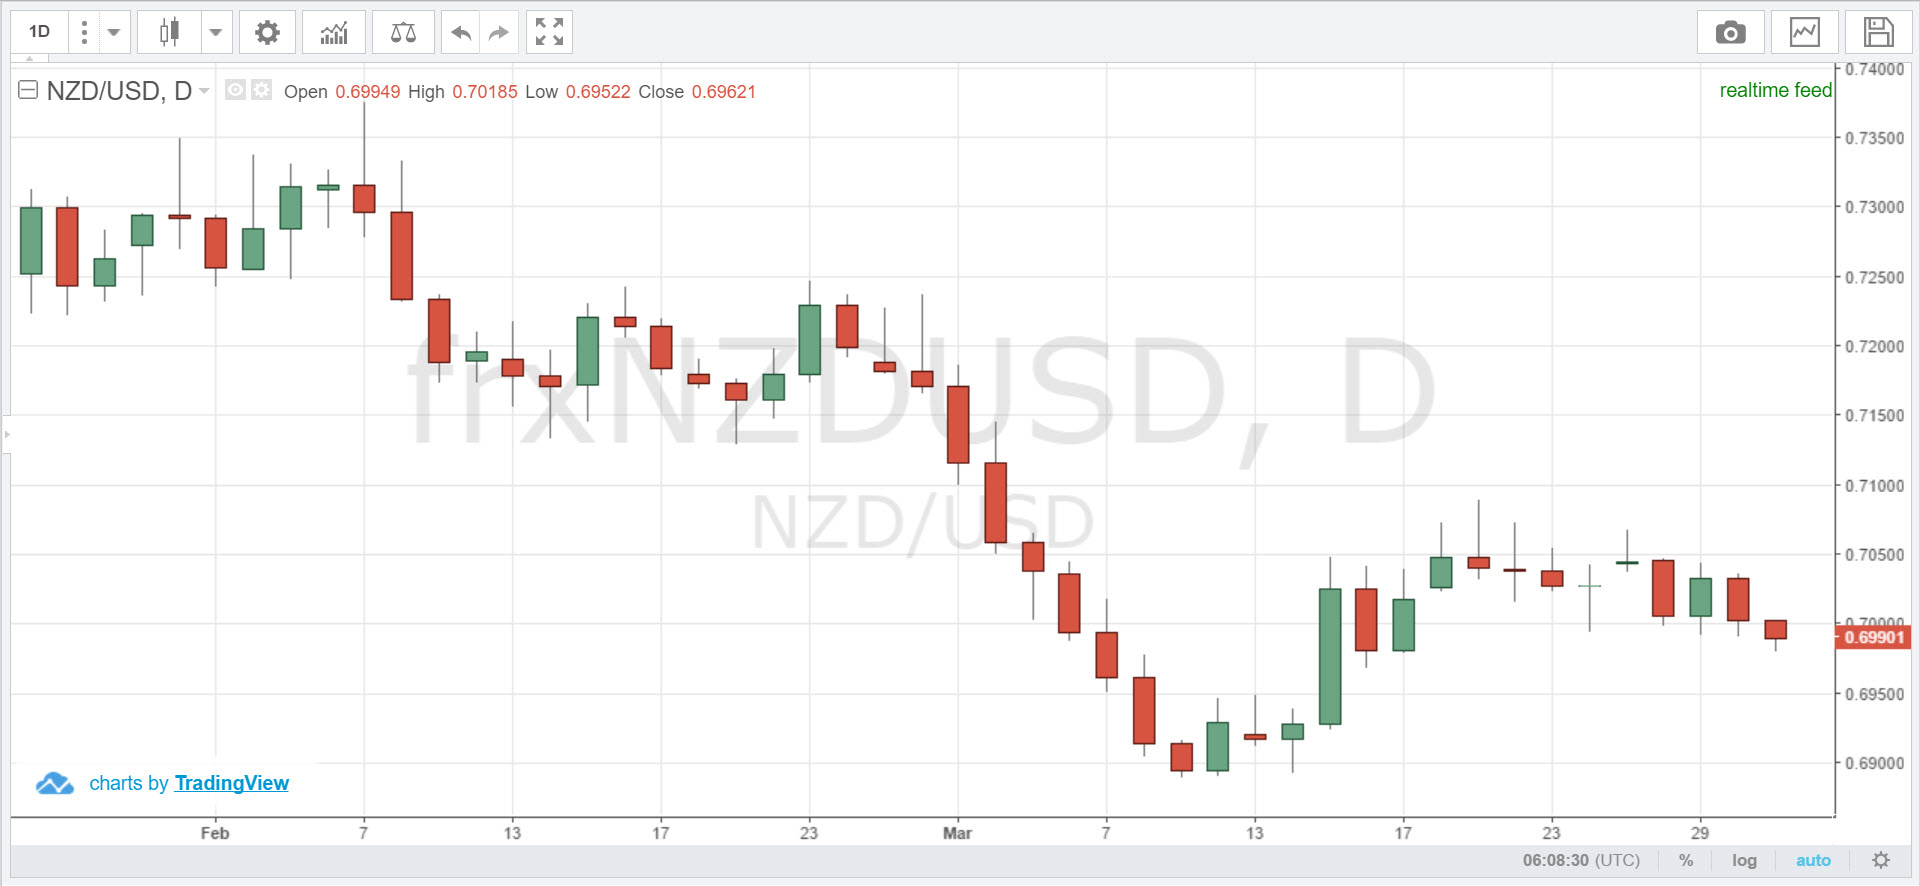 1D
NZD/USD, D Open 0.69949 High 0.70185 Low 0.69522 Close 0.69621
realtime feed
0.74000
0.73500
0.73000
0.72500
0.72000
0.71500
0.71000
0.70500
0.70000
0.69901
0.69500
0.69000
frxNZDUSD, D
NZD/USD
charts by TradingView
Feb 7 13 17 23 Mar 7 13 17 23 29
06:08:30 (UTC) % log auto